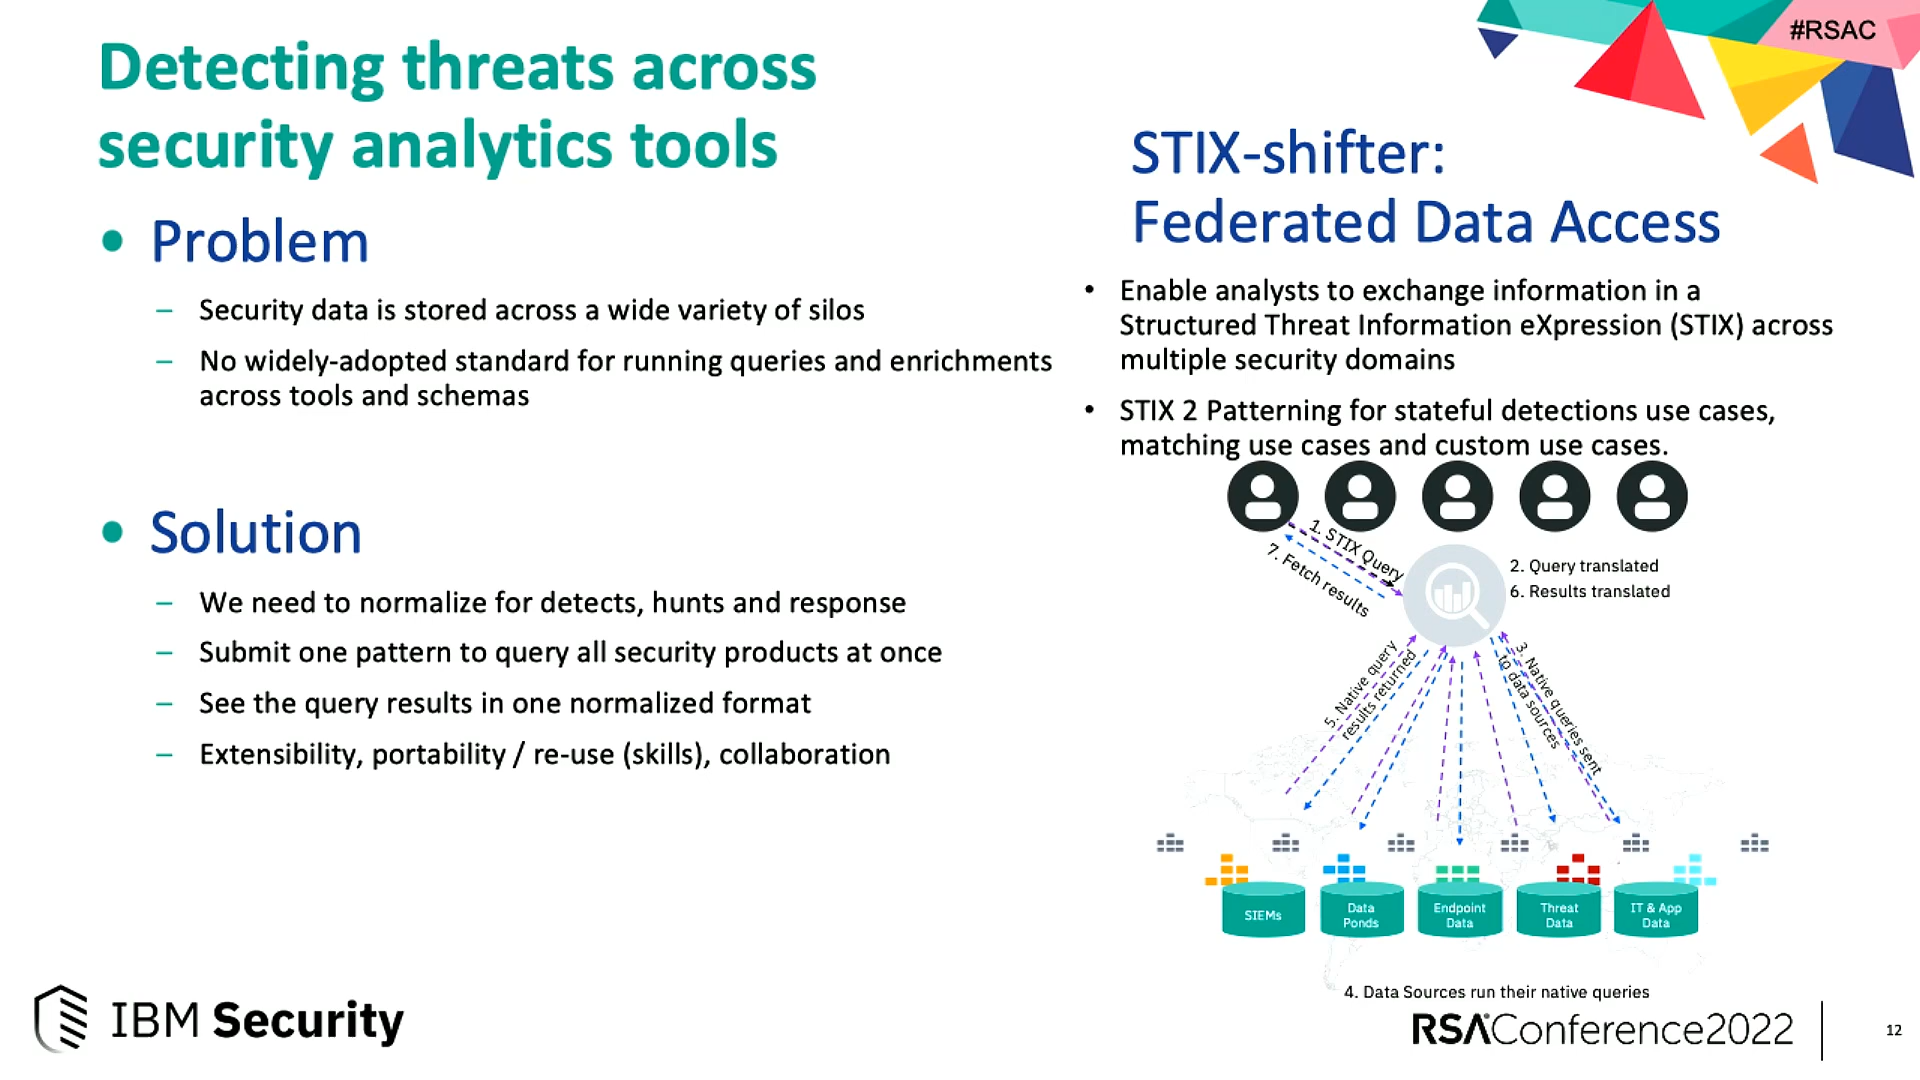 #RSAC
Detecting threats across
security analytics tools
• Problem
– Security data is stored across a wide variety of silos
– No widely-adopted standard for running queries and enrichments
across tools and schemas
• Solution
– We need to normalize for detects, hunts and response
– Submit one pattern to query all security products at once
– See the query results in one normalized format
– Extensibility, portability / re-use (skills), collaboration
STIX-shifter:
Federated Data Access
• Enable analysts to exchange information in a
Structured Threat Information eXpression (STIX) across
multiple security domains
• STIX 2 Patterning for stateful detections use cases,
matching use cases and custom use cases.
1. STIX Query
7. Fetch results
2. Query translated
6. Results translated
5. Native query
results returned
3. Native queries sent
to data sources
SIEMs
Data
Ponds
Endpoint
Data
Threat
Data
IT & App
Data
4. Data Sources run their native queries
IBM Security
RSAConference2022
12